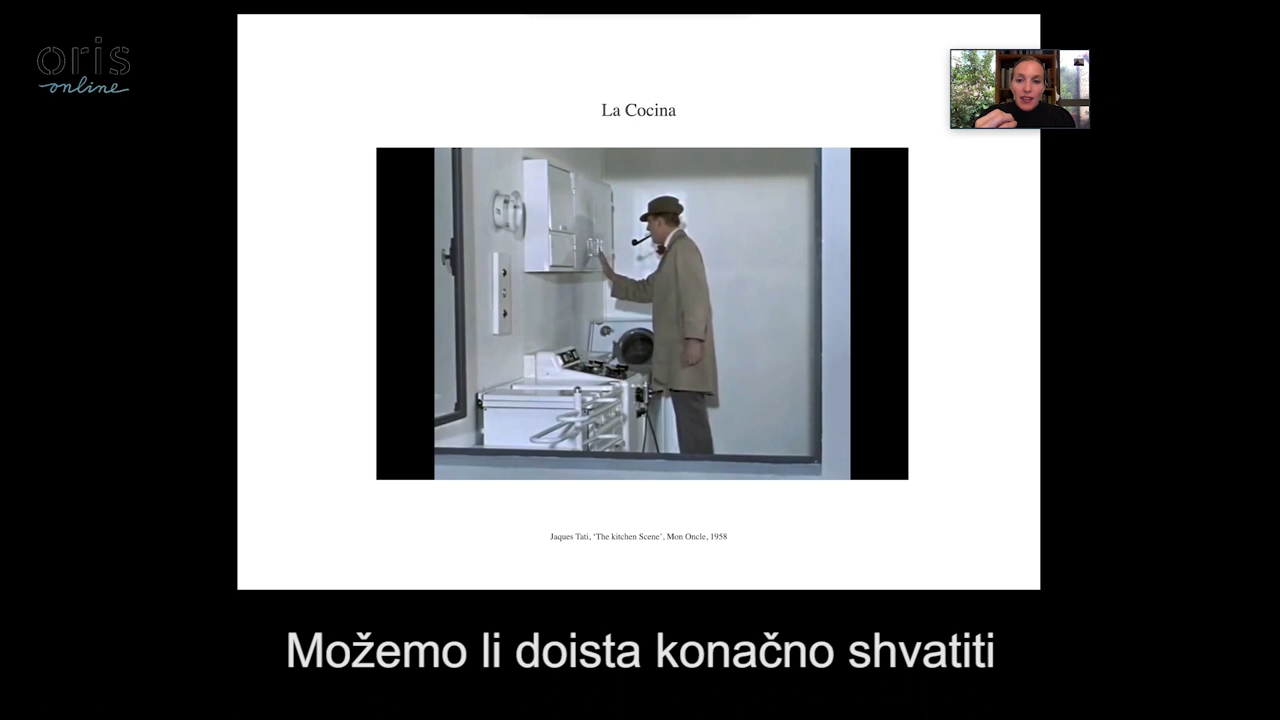 oris
online
La Cocina
Jaques Tati, ‘The kitchen Scene’, Mon Oncle, 1958
Možemo li doista konačno shvatiti